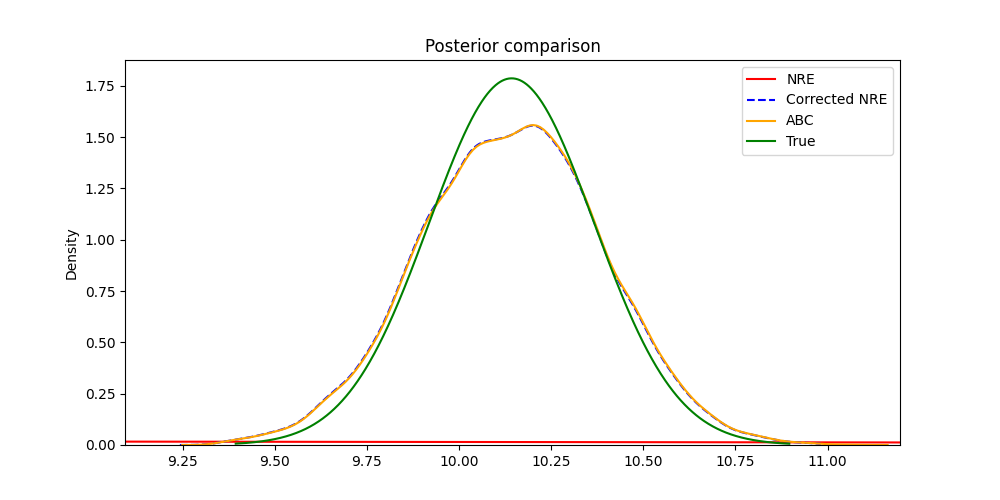 Posterior comparison
NRE
Corrected NRE
ABC
True
Density
1.75
1.50
1.25
1.00
0.75
0.50
0.25
0.00
9.25 9.50 9.75 10.00 10.25 10.50 10.75 11.00